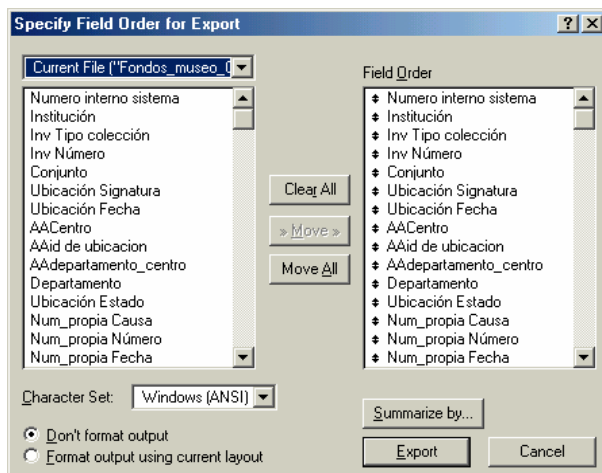 Specify Field Order for Export
Current File ("Fondos_museo_
Numero interno sistema
Institución
Inv Tipo colección
Inv Número
Conjunto
Ubicación Signatura
Ubicación Fecha
AACentro
AAid de ubicacion
AAdepartamento_centro
Departamento
Ubicación Estado
Num_propia Causa
Num_propia Número
Num_propia Fecha
Clear All
» Move »
Move All
Field Order
Numero interno sistema
Institución
Inv Tipo colección
Inv Número
Conjunto
Ubicación Signatura
Ubicación Fecha
AACentro
AAid de ubicacion
AAdepartamento_centro
Departamento
Ubicación Estado
Num_propia Causa
Num_propia Número
Num_propia Fecha
Character Set: Windows (ANSI)
Don't format output
Format output using current layout
Summarize by...
Export
Cancel